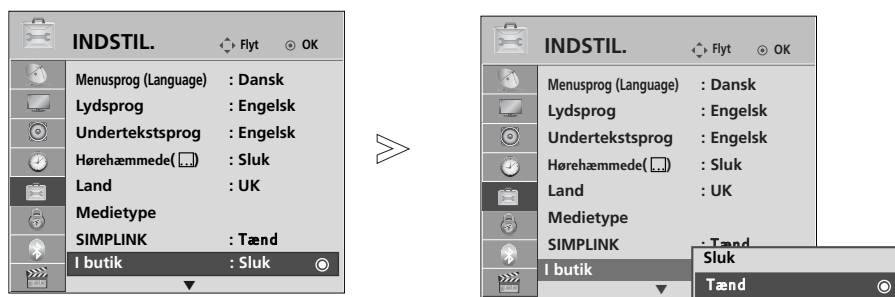 INDSTIL. Flyt OK
Menusprog (Language) : Dansk
Lydsprog : Engelsk
Undertekstsprog : Engelsk
Hørehæmmede( ) : Sluk
Land : UK
Medietype
SIMPLINK : Tænd
I butik : Sluk
INDSTIL. Flyt OK
Menusprog (Language) : Dansk
Lydsprog : Engelsk
Undertekstsprog : Engelsk
Hørehæmmede( ) : Sluk
Land : UK
Medietype
SIMPLINK : Tænd
I butik
Sluk
Tænd